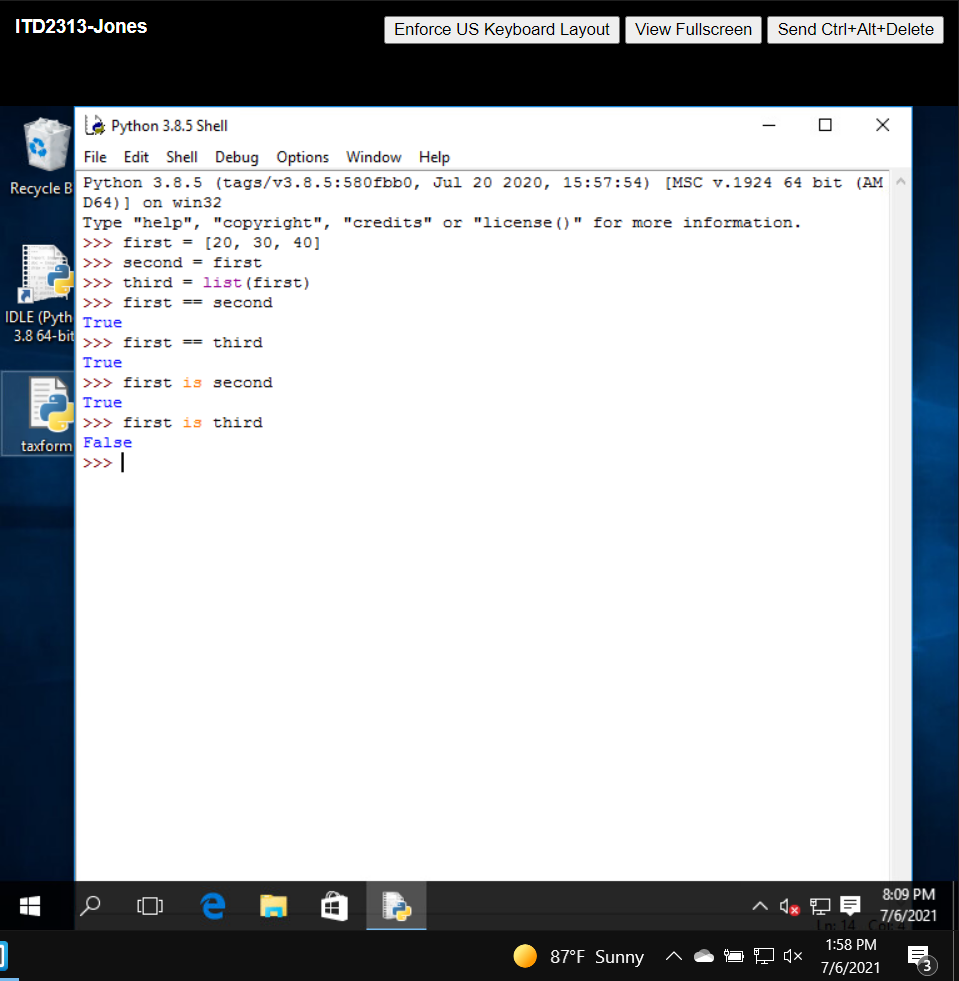 ITD2313-Jones
Enforce US Keyboard Layout View Fullscreen Send Ctrl+Alt+Delete
Recycle B
IDLE (Pyth
3.8 64-bit
taxform
Python 3.8.5 Shell
File Edit Shell Debug Options Window Help
Python 3.8.5 (tags/v3.8.5:580fbb0, Jul 20 2020, 15:57:54) [MSC v.1924 64 bit (AM
D64)] on win32
Type "help", "copyright", "credits" or "license()" for more information.
>>> first = [20, 30, 40]
>>> second = first
>>> third = list(first)
>>> first == second
True
>>> first == third
True
>>> first is second
True
>>> first is third
False
>>>
8:09 PM
7/6/2021
Ln: 14 Col: 4
87°F Sunny
1:58 PM
7/6/2021
3